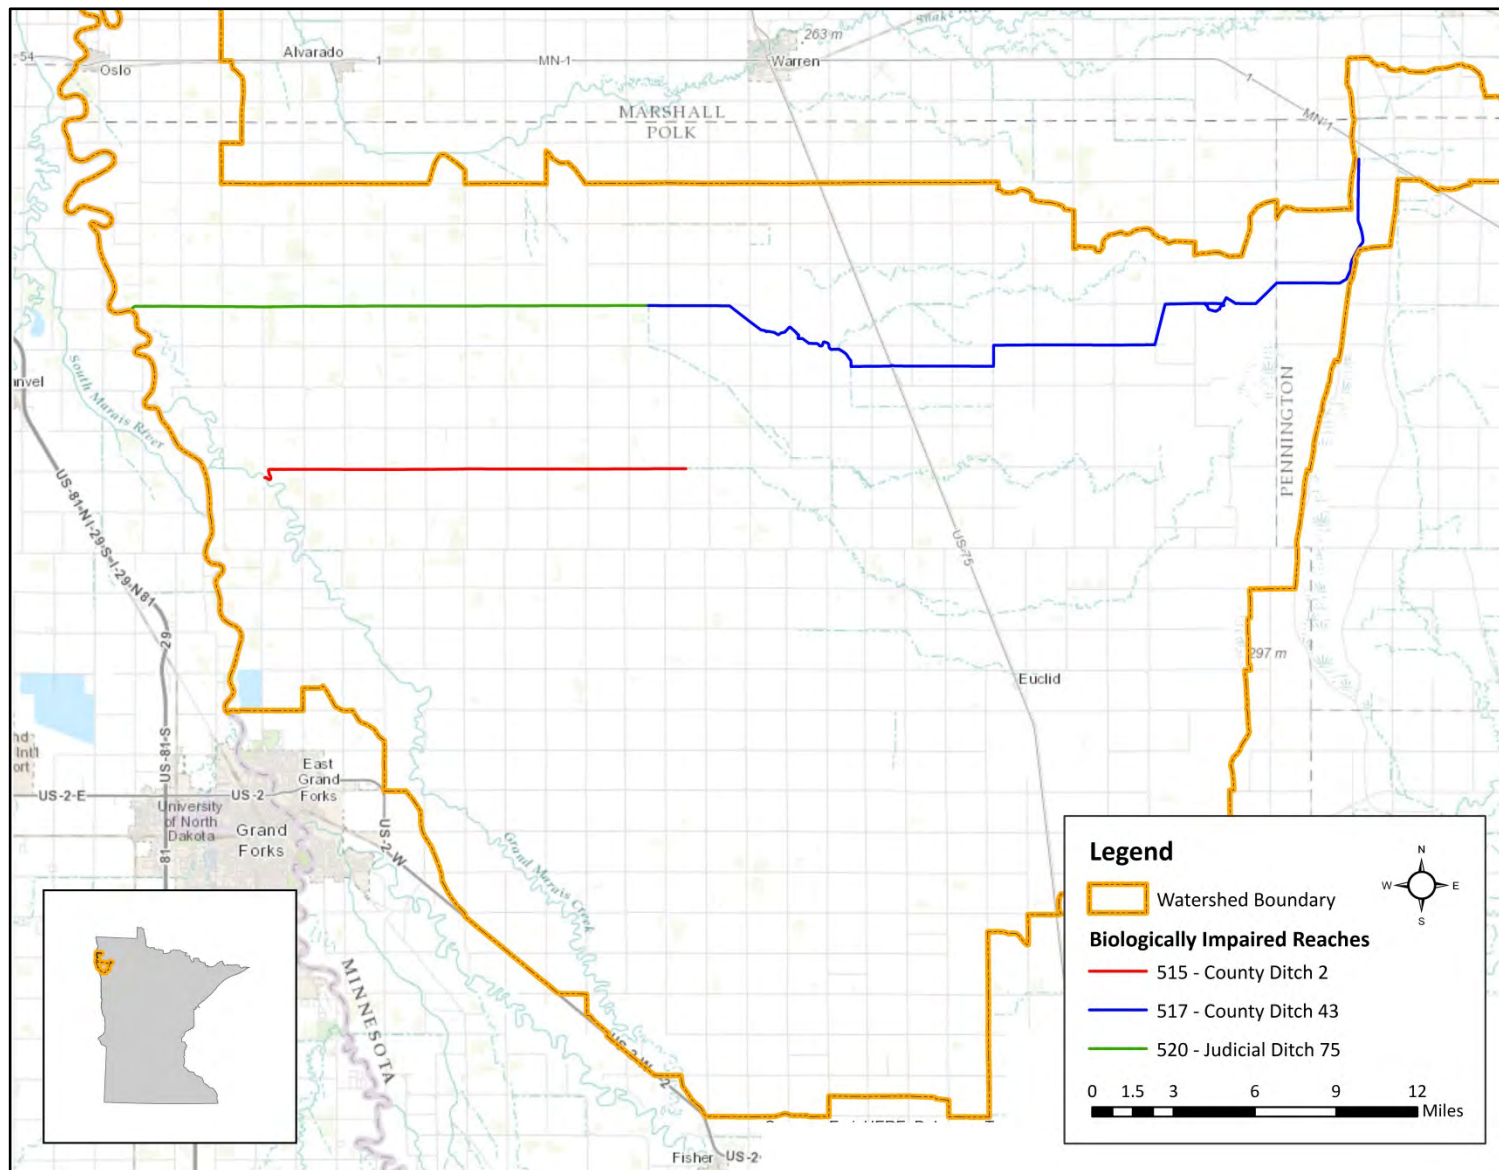 263 m
54
Oslo
Alvarado
1
MN-1
Warren
1
MN-1
MARSHALL
POLK
South Marais River
US-81-N I-29-S-I-29-N81
29
US-81-S
81
PENNINGTON
US-75
297 m
Euclid
Int'l
US-2-E
University
of North
Dakota
US-2
East
Grand
Forks
Grand
Forks
US-2-W
Grand Marais Creek
MINNESOTA
Fisher
US-2
Legend
Watershed Boundary
Biologically Impaired Reaches
515 - County Ditch 2
517 - County Ditch 43
520 - Judicial Ditch 75
N
W
E
S
0 1.5 3 6 9 12
Miles